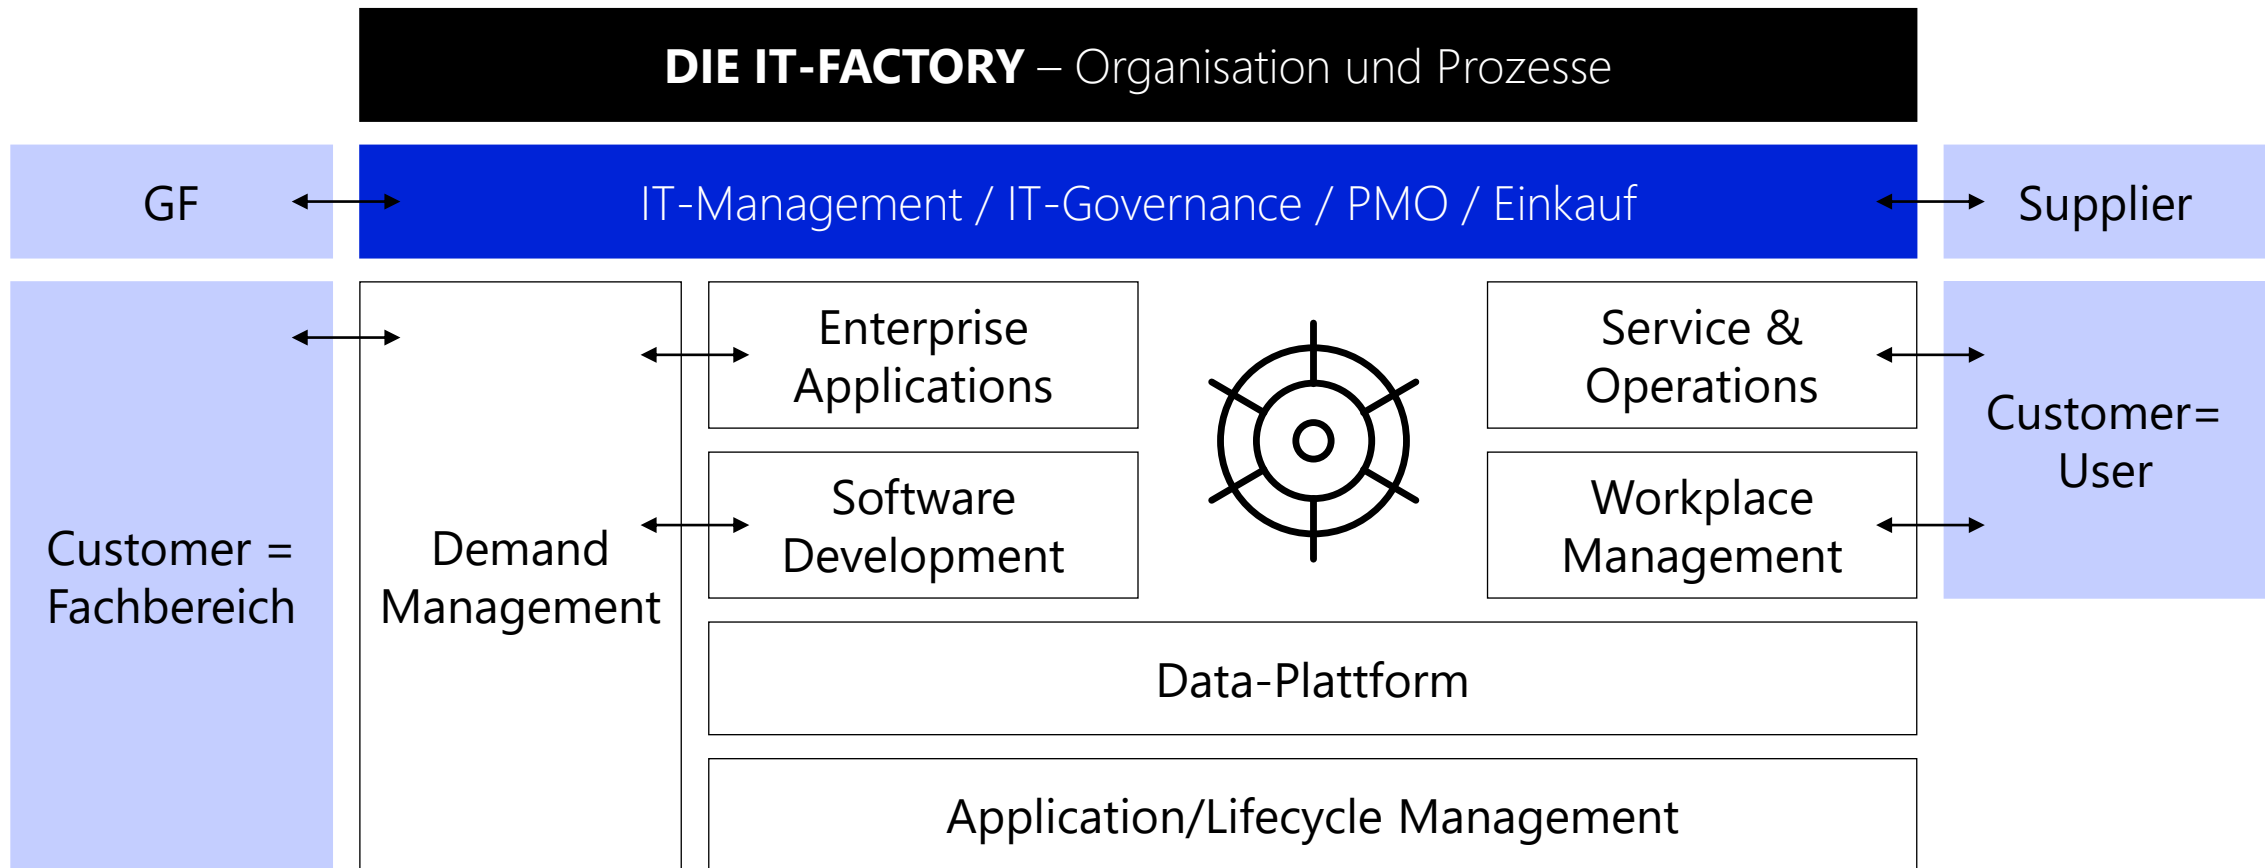 DIE IT-FACTORY – Organisation und Prozesse
GF
IT-Management / IT-Governance / PMO / Einkauf
Supplier
Customer =
Fachbereich
Demand
Management
Enterprise
Applications
Software
Development
Service &
Operations
Workplace
Management
Customer=
User
Data-Plattform
Application/Lifecycle Management